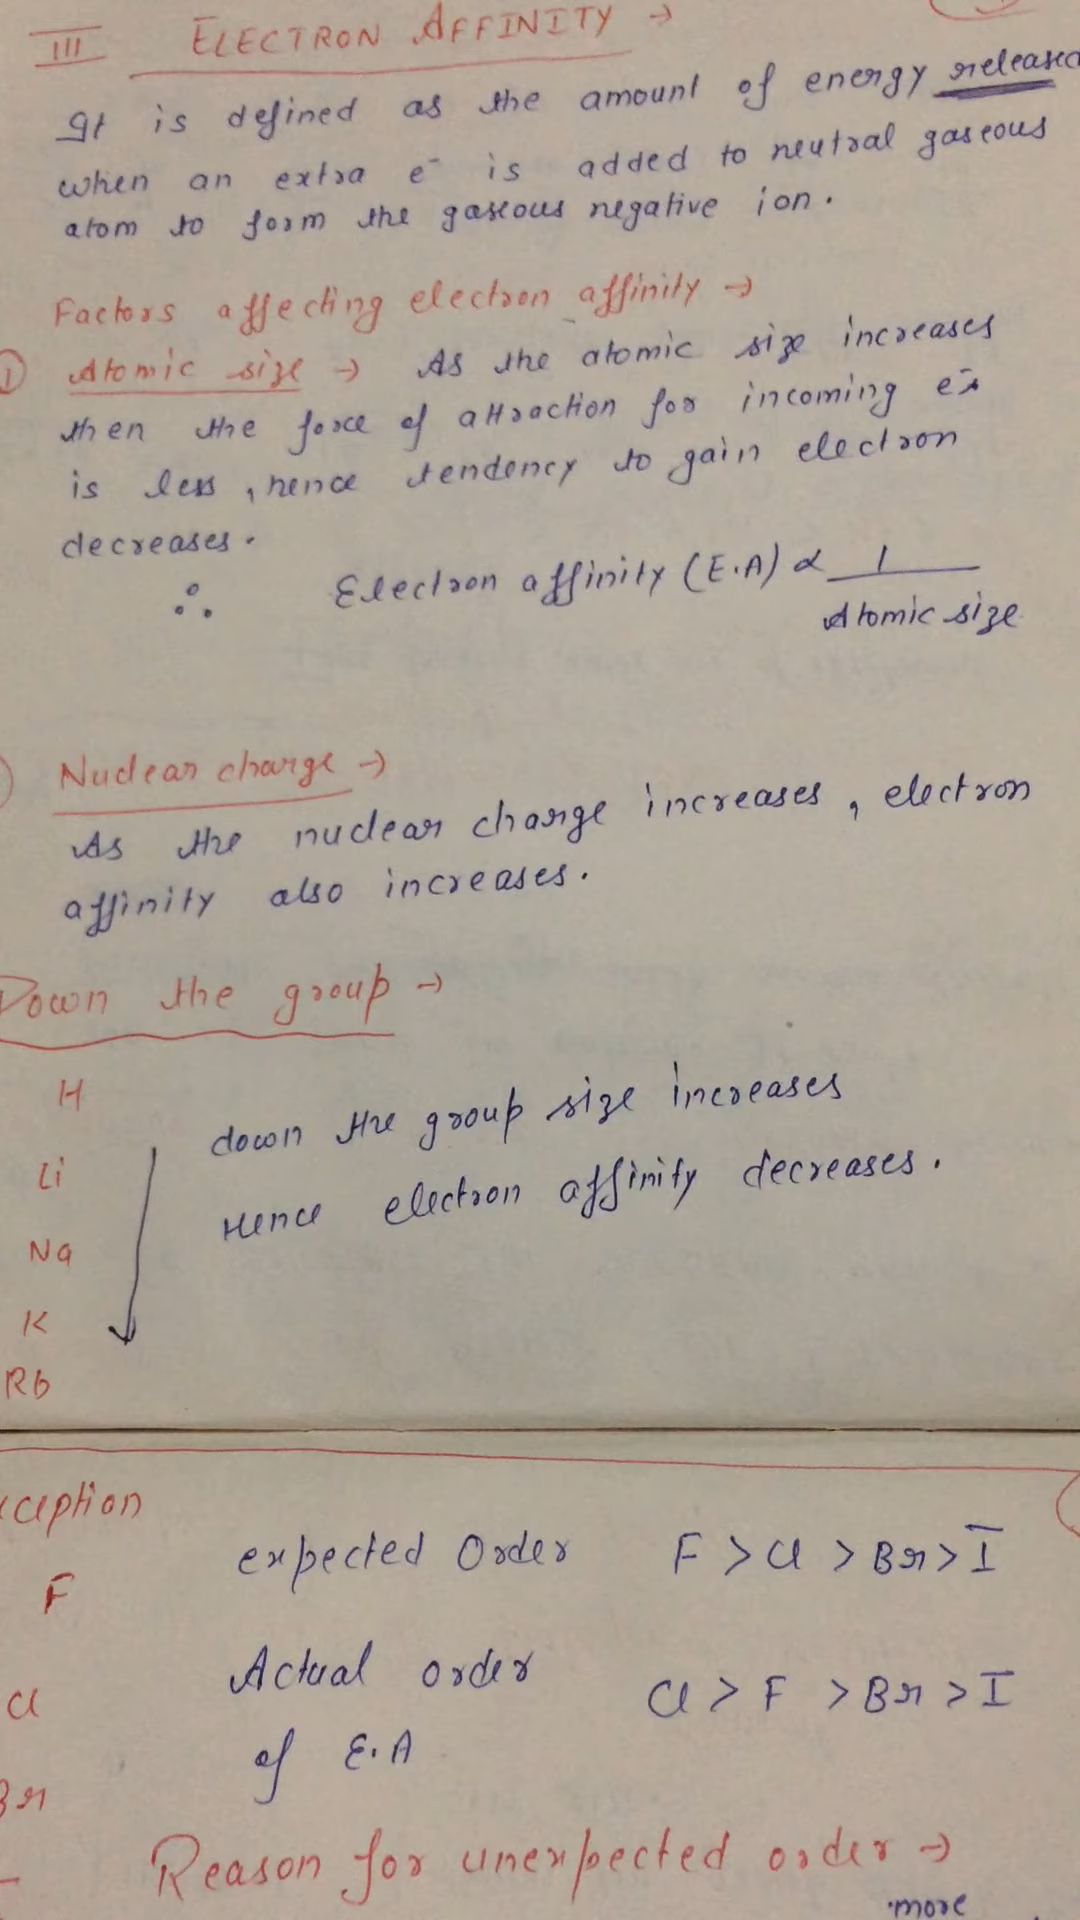 III ELECTRON AFFINITY →
It is defined as the amount of energy released
when an extra e⁻ is added to neutral gaseous
atom to form the gaseous negative ion.
Factors affecting electron affinity →
① Atomic size → As the atomic size increases
then the force of attraction for incoming e⁻s
is less, hence tendency to gain electron
decreases.
∴ Electron affinity (E.A) ∝ 1
Atomic size
Nuclear charge →
As the nuclear charge increases, electron
affinity also increases.
Down the group →
H
down the group size increases
Li
Hence electron affinity decreases.
Na
K
Rb
xception
expected Order F > Cl > Br > I
F
Actual order Cl > F > Br > I
Cl
of E.A
Br
Reason for unexpected order →
more